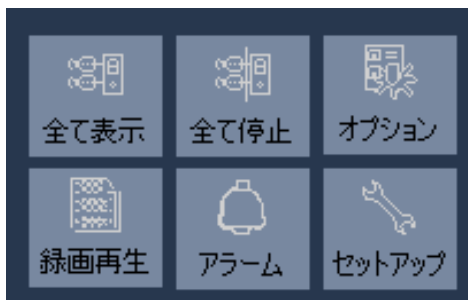 全て表示
全て停止
オプション
録画再生
アラーム
セットアップ